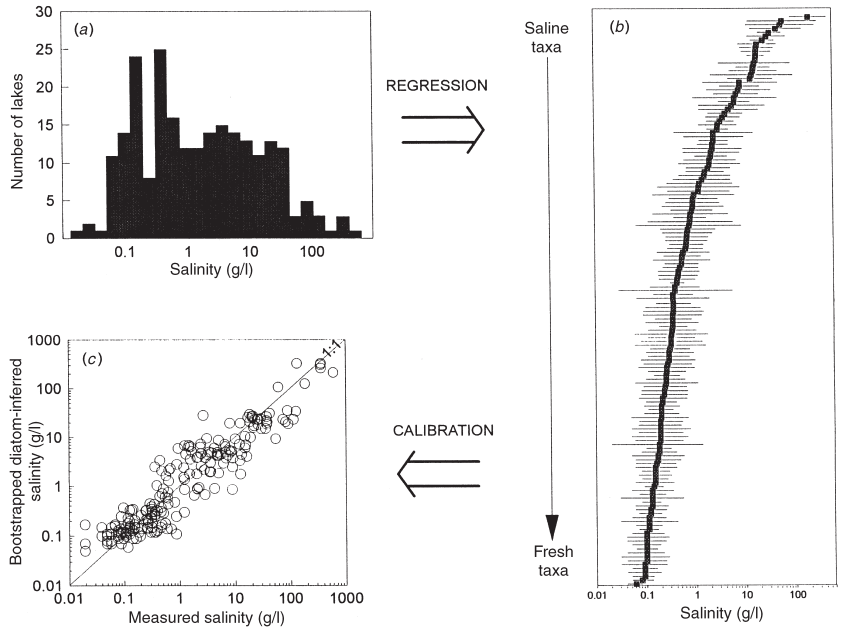 (a)
Number of lakes
30
25
20
15
10
5
0
0.1 1 10 100
Salinity (g/l)
REGRESSION
Saline
taxa
Fresh
taxa
(b)
0.01 0.1 1 10 100
Salinity (g/l)
CALIBRATION
(c)
1:1
Bootstrapped diatom-inferred
salinity (g/l)
1000
100
10
1
0.1
0.01
0.01 0.1 1 10 100 1000
Measured salinity (g/l)